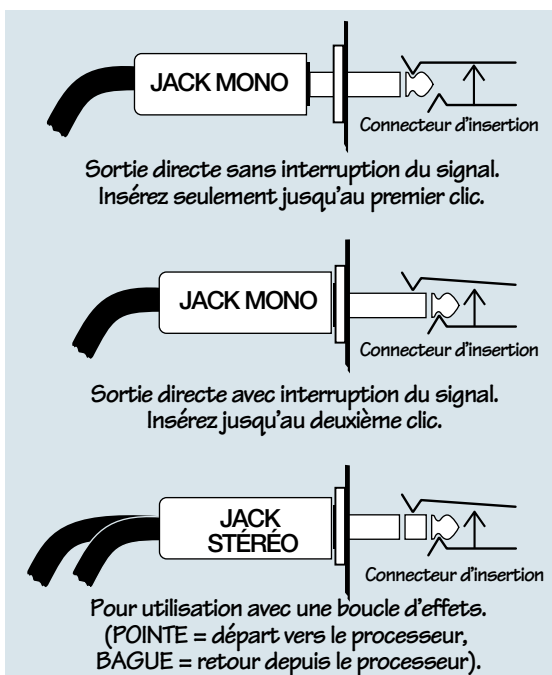 JACK MONO
Connecteur d'insertion
Sortie directe sans interruption du signal.
Insérez seulement jusqu'au premier clic.
JACK MONO
Connecteur d'insertion
Sortie directe avec interruption du signal.
Insérez jusqu'au deuxième clic.
JACK
STÉRÉO
Connecteur d'insertion
Pour utilisation avec une boucle d'effets.
(POINTE = départ vers le processeur,
BAGUE = retour depuis le processeur).